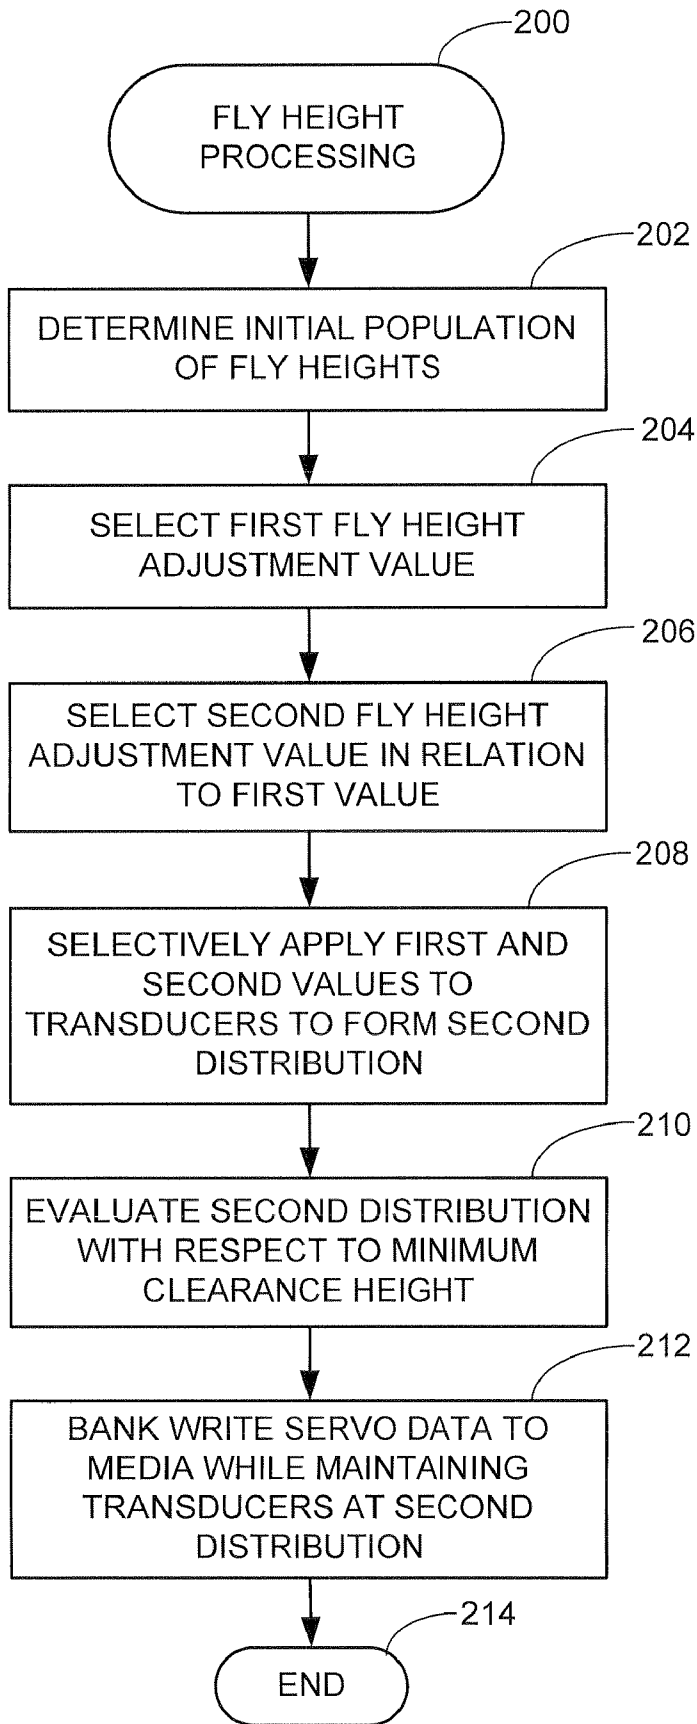 200
FLY HEIGHT
PROCESSING
202
DETERMINE INITIAL POPULATION
OF FLY HEIGHTS
204
SELECT FIRST FLY HEIGHT
ADJUSTMENT VALUE
206
SELECT SECOND FLY HEIGHT
ADJUSTMENT VALUE IN RELATION
TO FIRST VALUE
208
SELECTIVELY APPLY FIRST AND
SECOND VALUES TO
TRANSDUCERS TO FORM SECOND
DISTRIBUTION
210
EVALUATE SECOND DISTRIBUTION
WITH RESPECT TO MINIMUM
CLEARANCE HEIGHT
212
BANK WRITE SERVO DATA TO
MEDIA WHILE MAINTAINING
TRANSDUCERS AT SECOND
DISTRIBUTION
214
END